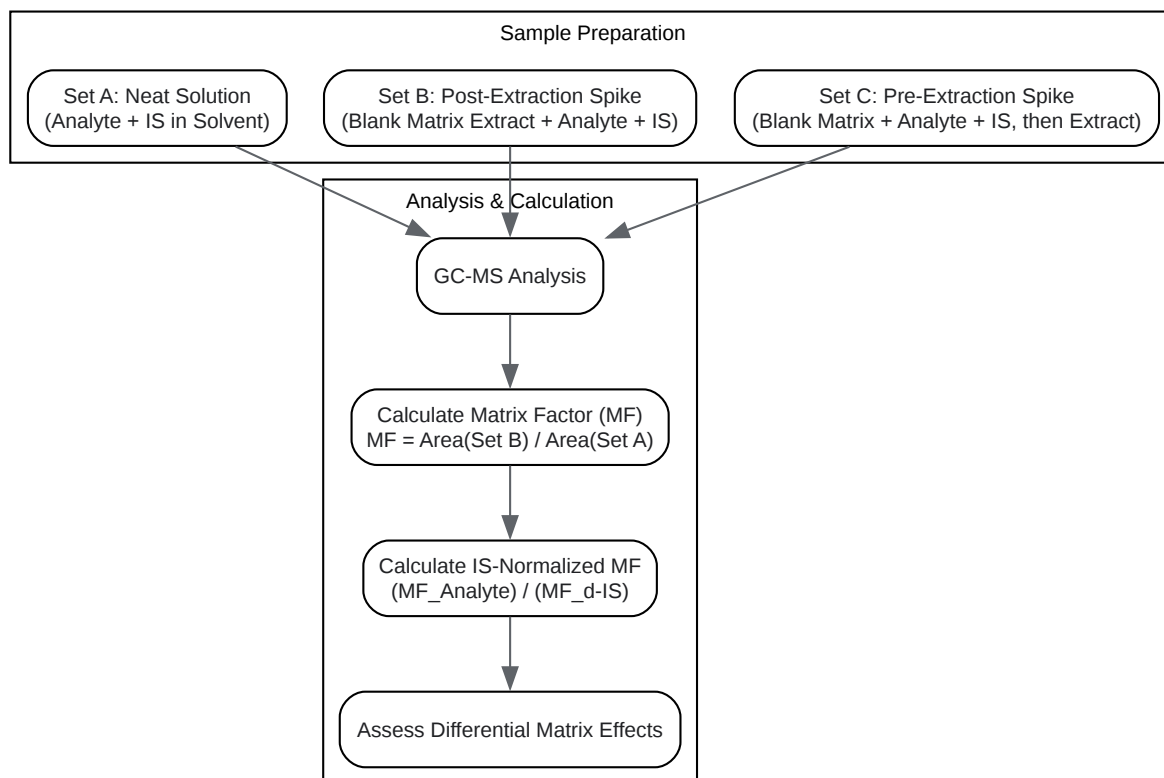 Sample Preparation
Set A: Neat Solution
(Analyte + IS in Solvent)
Set B: Post-Extraction Spike
(Blank Matrix Extract + Analyte + IS)
Set C: Pre-Extraction Spike
(Blank Matrix + Analyte + IS, then Extract)
Analysis & Calculation
GC-MS Analysis
Calculate Matrix Factor (MF)
MF = Area(Set B) / Area(Set A)
Calculate IS-Normalized MF
(MF_Analyte) / (MF_d-IS)
Assess Differential Matrix Effects